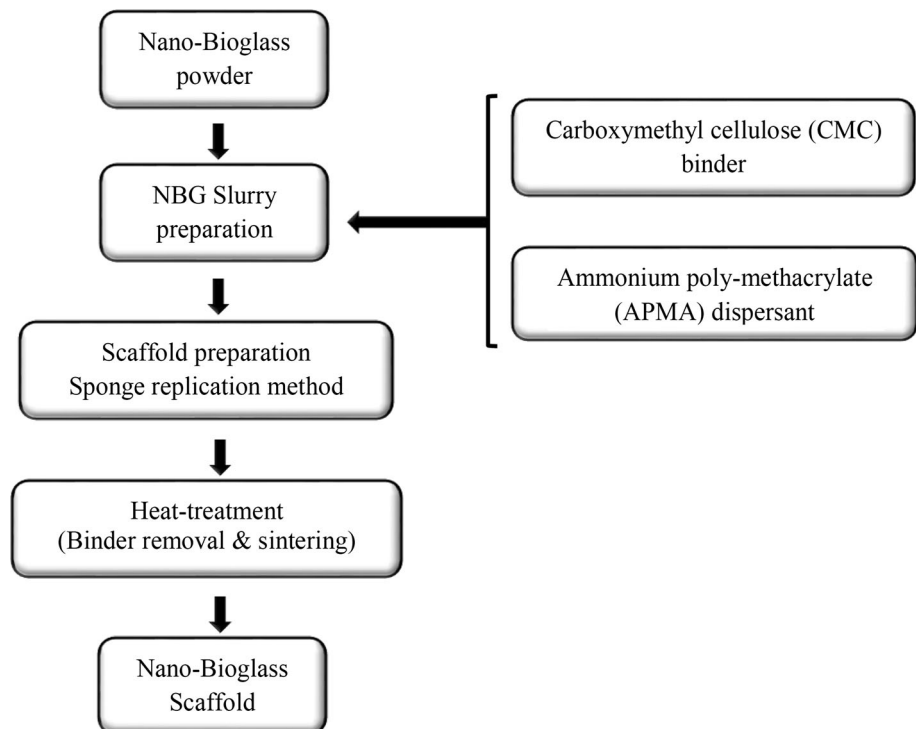 Nano-Bioglass
powder
Carboxymethyl cellulose (CMC)
binder
NBG Slurry
preparation
Ammonium poly-methacrylate
(APMA) dispersant
Scaffold preparation
Sponge replication method
Heat-treatment
(Binder removal & sintering)
Nano-Bioglass
Scaffold